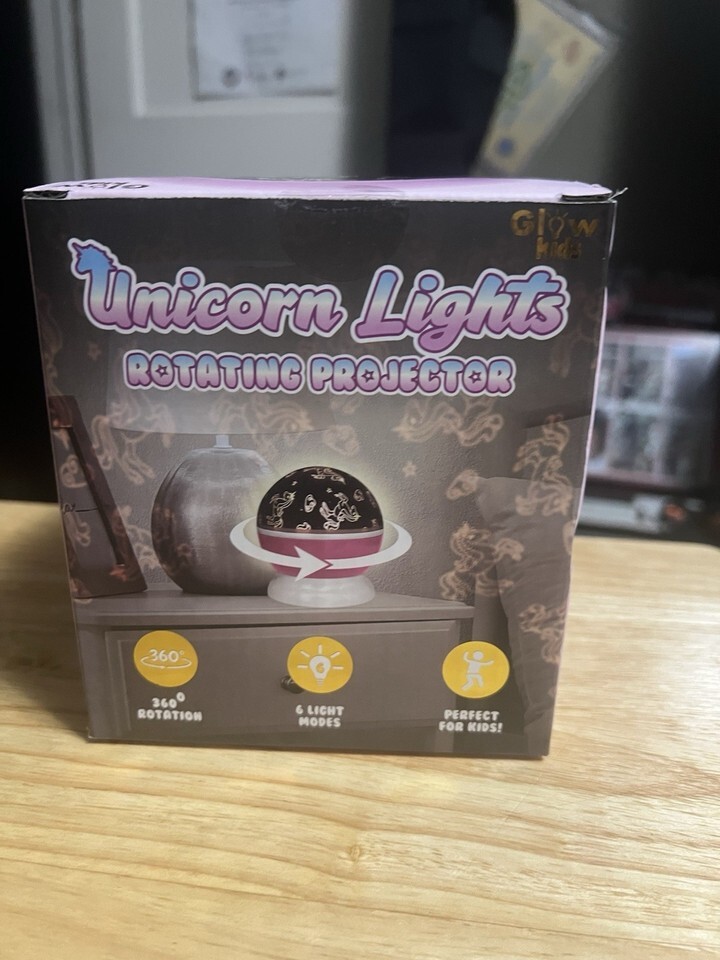 Glow
kids
Unicorn Lights
ROTATING PROJECTOR
360°
360°
ROTATION
6 LIGHT
MODES
PERFECT
FOR KIDS!